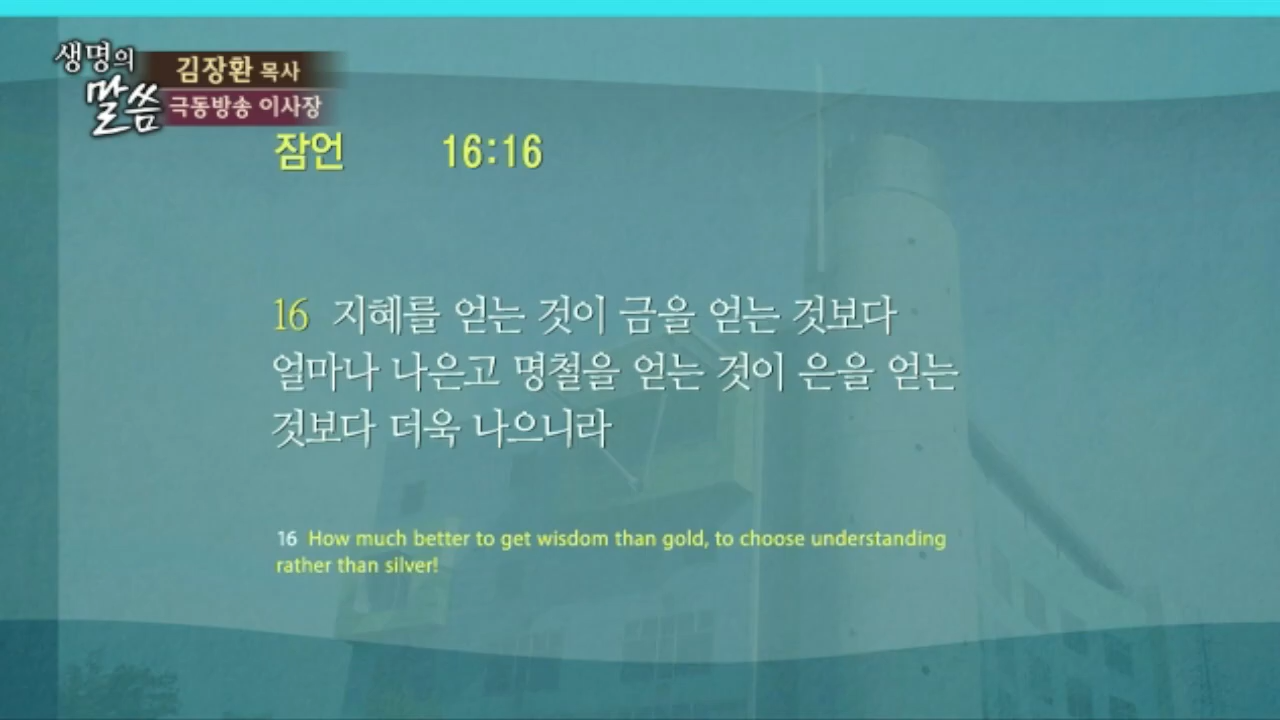 생명의
말씀
김장환 목사
극동방송 이사장
잠언 16:16
16 지혜를 얻는 것이 금을 얻는 것보다
얼마나 나은고 명철을 얻는 것이 은을 얻는
것보다 더욱 나으니라
16 How much better to get wisdom than gold, to choose understanding
rather than silver!